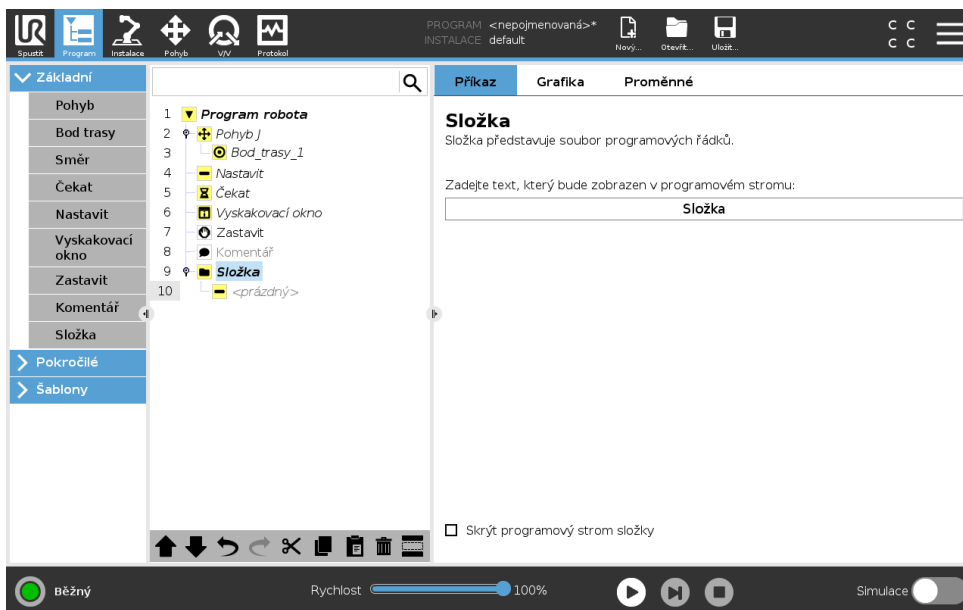 UR
PROGRAM <nepojmenovaná>*
INSTALACE default
C C
C C
Spustit Program Instalace Pohyb V/V Protokol Nový... Otevřít... Uložit...
Základní
Pohyb
Bod trasy
Směr
Čekat
Nastavit
Vyskakovací
okno
Zastavit
Komentář
Složka
Pokročilé
Šablony
1 Program robota
2 Pohyb J
3 Bod_trasy_1
4 Nastavit
5 Čekat
6 Vyskakovací okno
7 Zastavit
8 Komentář
9 Složka
10 <prázdný>
Příkaz Grafika Proměnné
Složka
Složka představuje soubor programových řádků.
Zadejte text, který bude zobrazen v programovém stromu:
Složka
Skrýt programový strom složky
Běžný
Rychlost 100%
Simulace